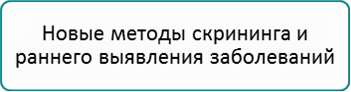 Новые методы скрининга и
раннего выявления заболеваний